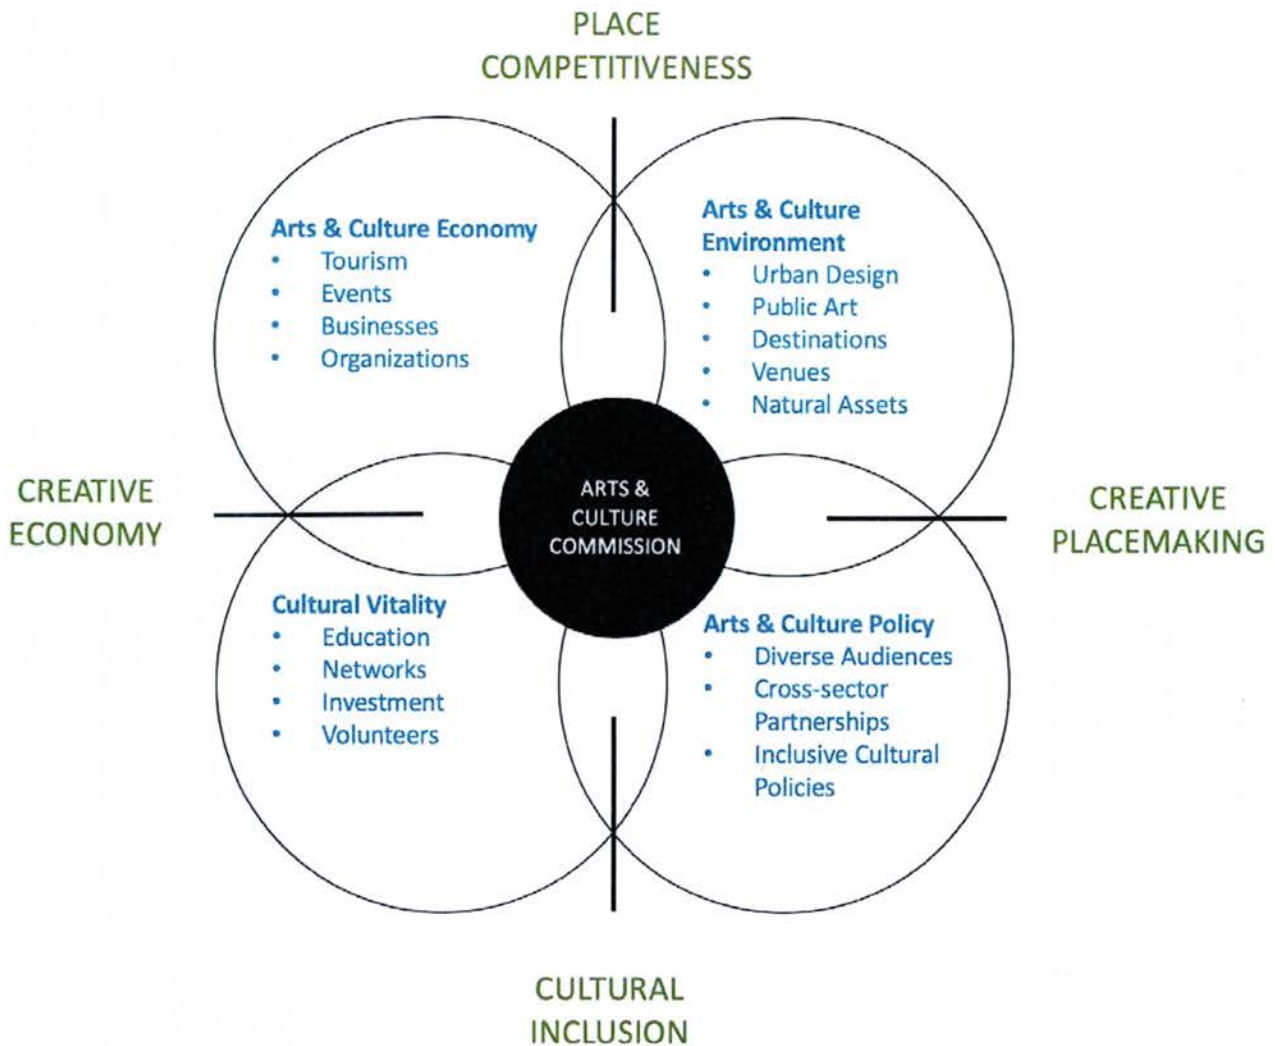 PLACE
COMPETITIVENESS
Arts & Culture Economy
• Tourism
• Events
• Businesses
• Organizations
Arts & Culture
Environment
• Urban Design
• Public Art
• Destinations
• Venues
• Natural Assets
CREATIVE
ECONOMY
ARTS &
CULTURE
COMMISSION
CREATIVE
PLACEMAKING
Cultural Vitality
• Education
• Networks
• Investment
• Volunteers
Arts & Culture Policy
• Diverse Audiences
• Cross-sector
Partnerships
• Inclusive Cultural
Policies
CULTURAL
INCLUSION